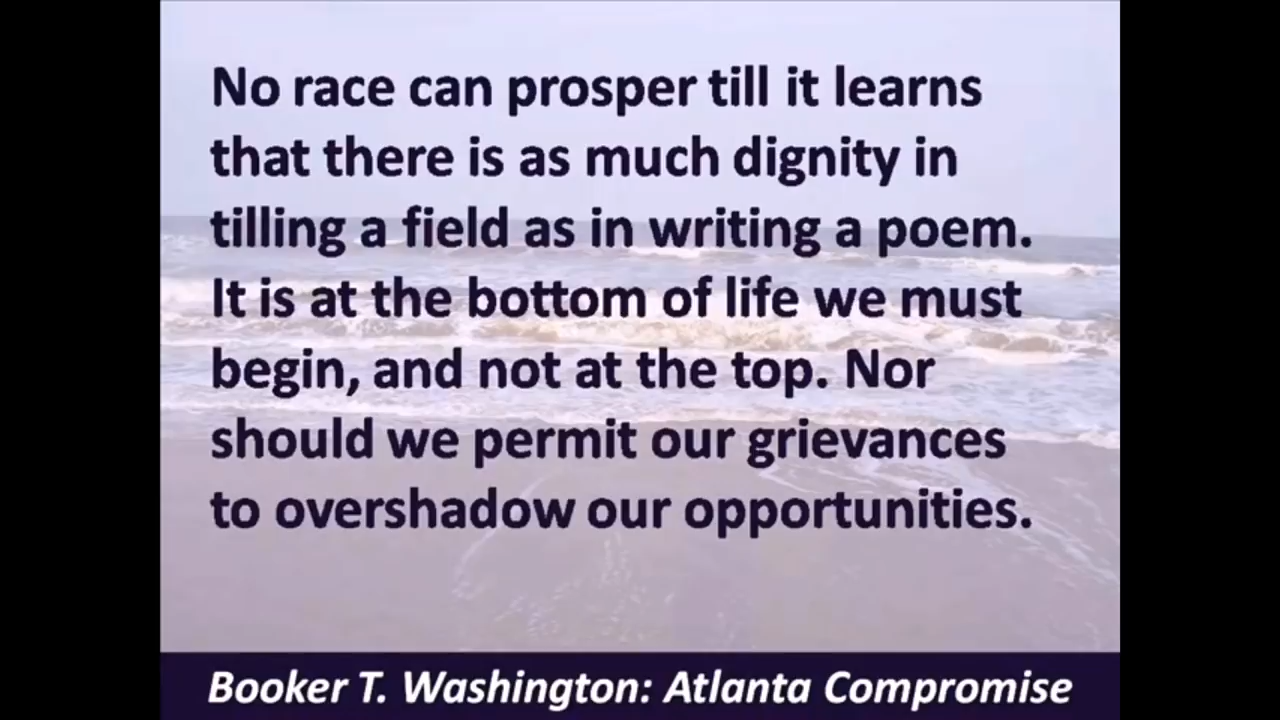 No race can prosper till it learns
that there is as much dignity in
tilling a field as in writing a poem.
It is at the bottom of life we must
begin, and not at the top. Nor
should we permit our grievances
to overshadow our opportunities.
Booker T. Washington: Atlanta Compromise